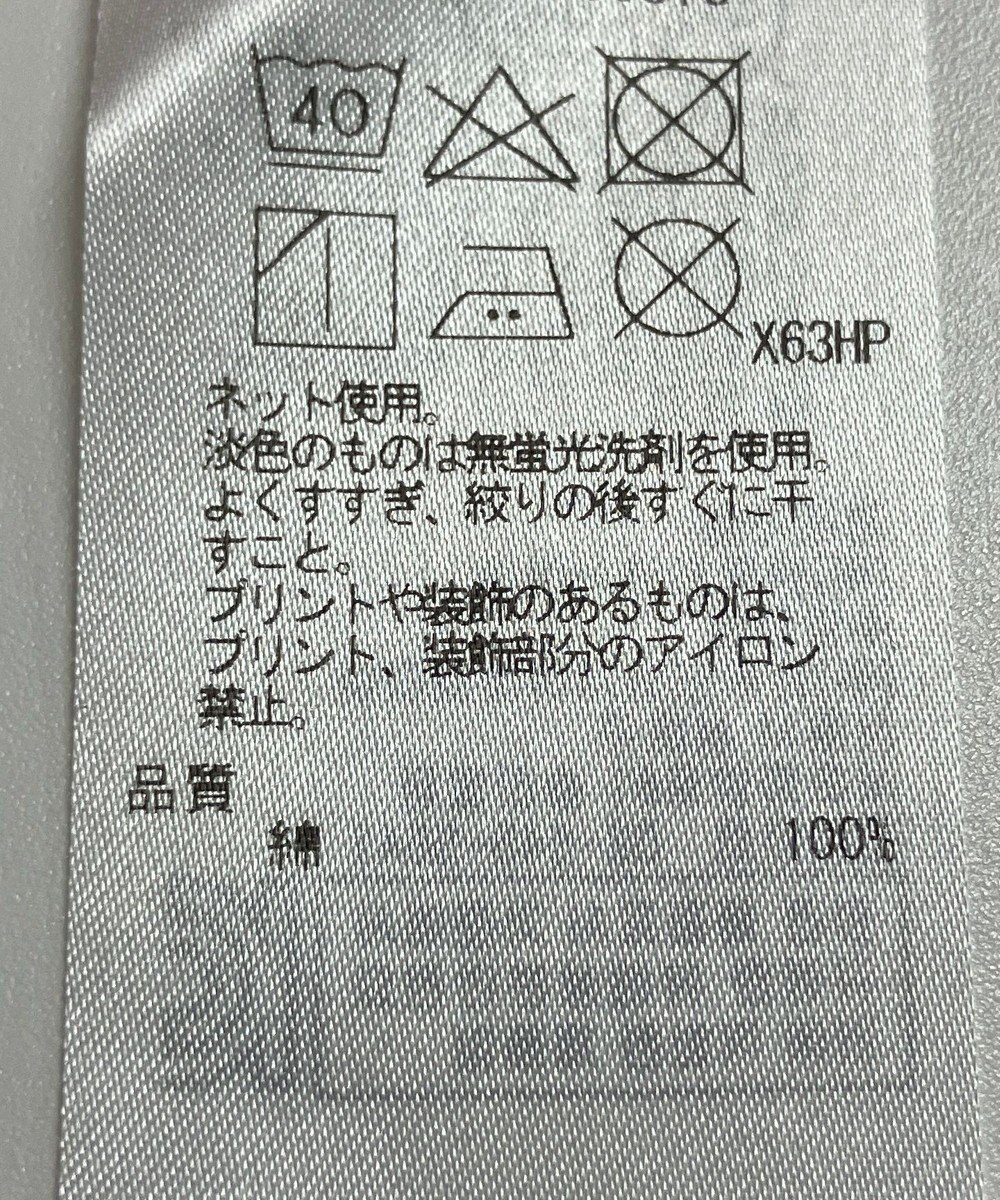 40
X63HP
ネット使用。
淡色のものは無蛍光洗剤を使用。
よくすすぎ、絞りの後すぐに干
すこと。
プリントや装飾のあるものは、
プリント、装飾部分のアイロン
禁止。
品質
綿 100%